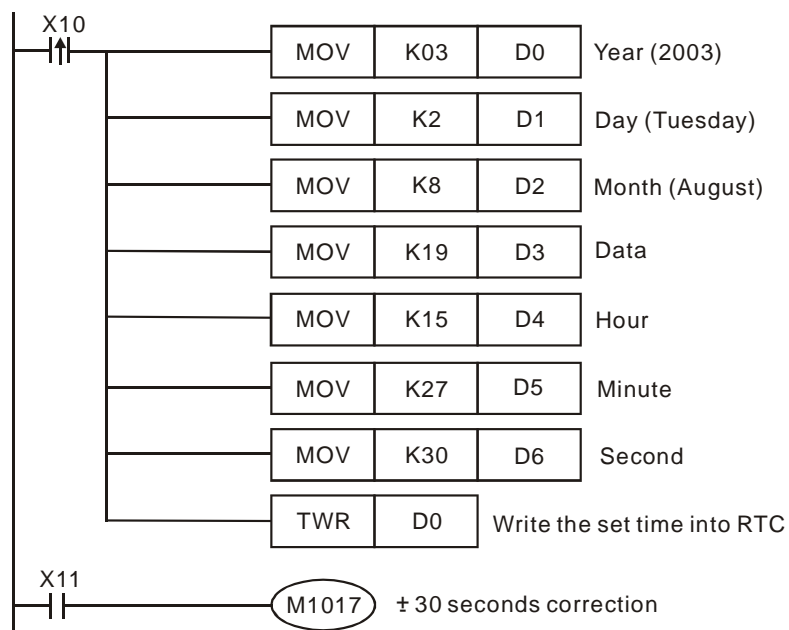 X10
MOV K03 D0 Year (2003)
MOV K2 D1 Day (Tuesday)
MOV K8 D2 Month (August)
MOV K19 D3 Data
MOV K15 D4 Hour
MOV K27 D5 Minute
MOV K30 D6 Second
TWR D0 Write the set time into RTC
X11
M1017 ± 30 seconds correction